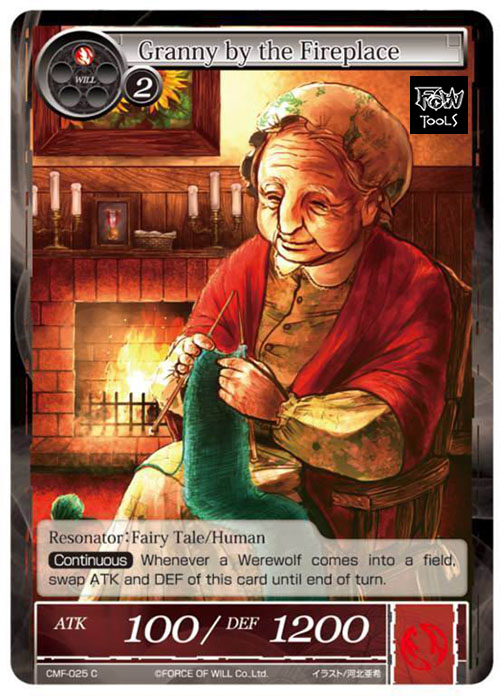 Granny by the Fireplace
WILL
2
FOW
TOOLS
Resonator:Fairy Tale/Human
Continuous Whenever a Werewolf comes into a field,
swap ATK and DEF of this card until end of turn.
ATK 100/ DEF 1200
CMF-025 C ©FORCE OF WILL Co.,Ltd. イラスト/河北亜希